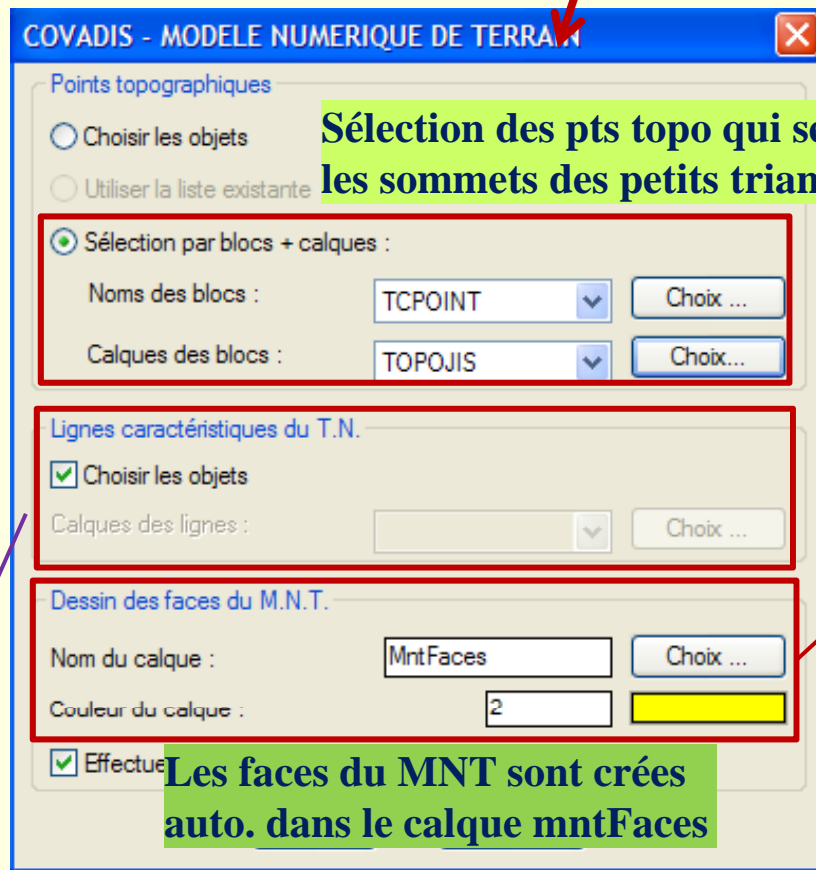 COVADIS - MODELE NUMERIQUE DE TERRAIN
Points topographiques
Choisir les objets
Sélection des pts topo qui
Utiliser la liste existante
les sommets des petits
Sélection par blocs + calques :
Noms des blocs :
TCPOINT
Choix ...
Calques des blocs :
TOPOJIS
Choix...
Lignes caractéristiques du T.N.
Choisir les objets
Calques des lignes :
Choix ...
Dessin des faces du M.N.T.
Nom du calque :
MntFaces
Choix ...
Couleur du calque :
2
Les faces du MNT sont crées
auto. dans le calque mntFaces